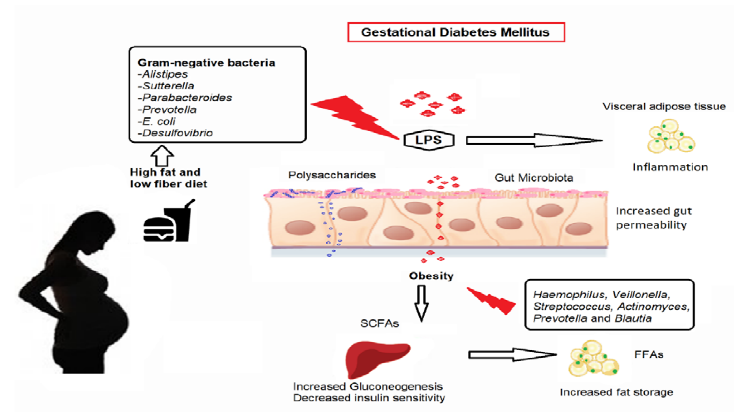 Gestational Diabetes Mellitus
Gram-negative bacteria
-Alistipes
-Sutterella
-Parabacteroides
-Prevotella
-E. coli
-Desulfovibrio
High fat and
low fiber diet
LPS
Visceral adipose tissue
Inflammation
Polysaccharides
Gut Microbiota
Increased gut
permeability
Obesity
Haemophilus, Veillonella,
Streptococcus, Actinomyces,
Prevotella and Blautia
SCFAs
Increased Gluconeogenesis
Decreased insulin sensitivity
FFAs
Increased fat storage